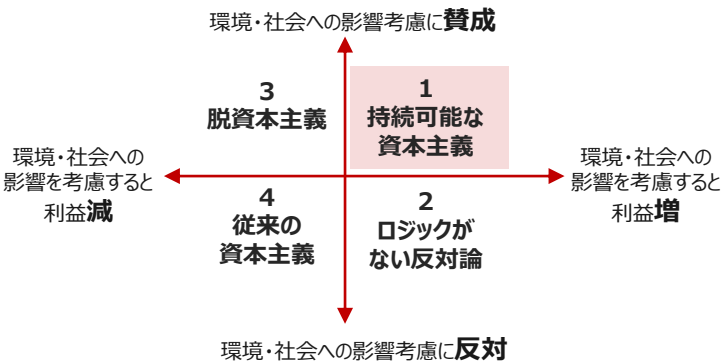 環境・社会への影響考慮に賛成
3
脱資本主義
1
持続可能な
資本主義
環境・社会への
影響を考慮すると
利益減
環境・社会への
影響を考慮すると
利益増
4
従来の
資本主義
2
ロジックが
ない反対論
環境・社会への影響考慮に反対